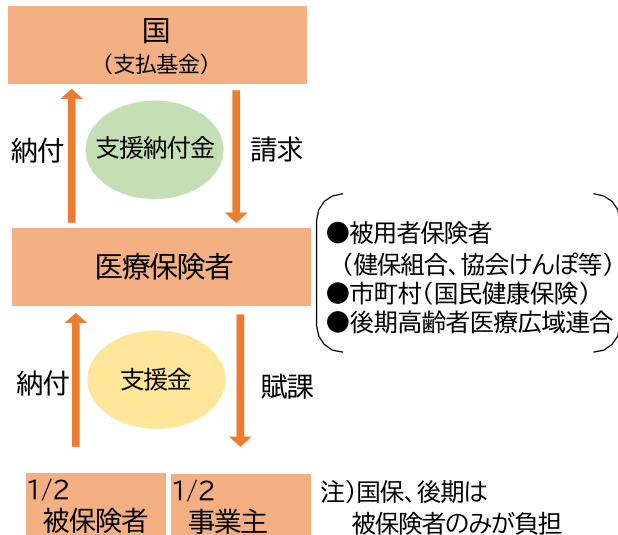 国
（支払基金）
納付
支援納付金
請求
医療保険者
●被用者保険者
（健保組合、協会けんぽ等）
●市町村（国民健康保険）
●後期高齢者医療広域連合
納付
支援金
賦課
1/2
被保険者
1/2
事業主
注）国保、後期は
被保険者のみが負担